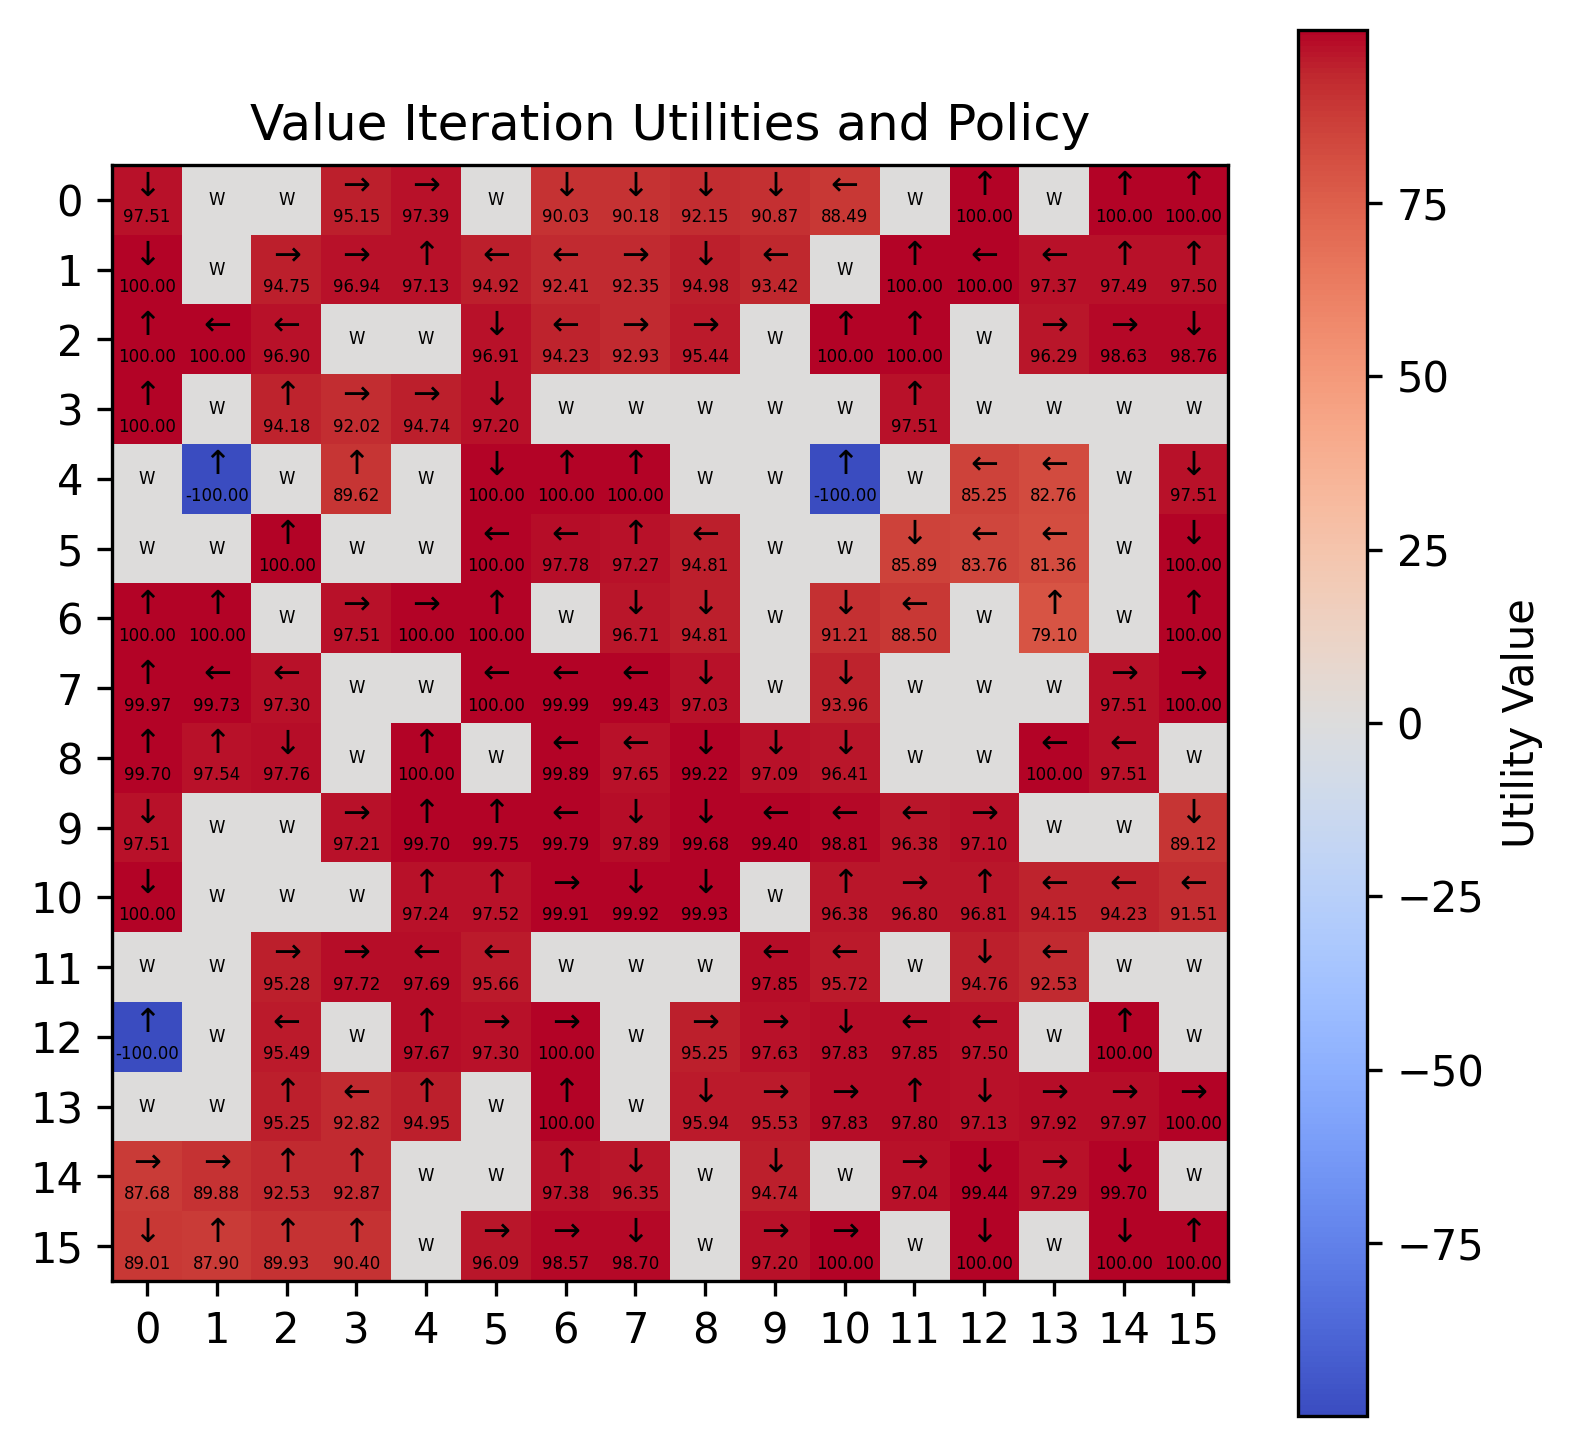 Value Iteration Utilities and Policy
0 ↓ W W → → W ↓ ↓ ↓ ↓ ← W ↑ W ↑ ↑
97.51 95.15 97.39 90.03 90.18 92.15 90.87 88.49 100.00 100.00 100.00
1 ↓ W → → ↑ ← ← → ↓ ← W ↑ ← ← ↑ ↑
100.00 94.75 96.94 97.13 94.92 92.41 92.35 94.98 93.42 100.00 100.00 97.37 97.49 97.50
2 ↑ ← ← W W ↓ ← → → W ↑ ↑ W → → ↓
100.00 100.00 96.90 96.91 94.23 92.93 95.44 100.00 100.00 96.29 98.63 98.76
3 ↑ W ↑ → → ↓ W W W W W ↑ W W W W
100.00 94.18 92.02 94.74 97.20 97.51
4 W ↑ W ↑ W ↓ ↑ ↑ W W ↑ W ← ← W ↓
-100.00 89.62 100.00 100.00 100.00 -100.00 85.25 82.76 97.51
5 W W ↑ W W ← ← ↑ ← W W ↓ ← ← W ↓
100.00 100.00 97.78 97.27 94.81 85.89 83.76 81.36 100.00
6 ↑ ↑ W → → ↑ W ↓ ↓ W ↓ ← W ↑ W ↑
100.00 100.00 97.51 100.00 100.00 96.71 94.81 91.21 88.50 79.10 100.00
7 ↑ ← ← W W ← ← ← ↓ W ↓ W W W → →
99.97 99.73 97.30 100.00 99.99 99.43 97.03 93.96 97.51 100.00
8 ↑ ↑ ↓ W ↑ W ← ← ↓ ↓ ↓ W W ← ← W
99.70 97.54 97.76 100.00 99.89 97.65 99.22 97.09 96.41 100.00 97.51
9 ↓ W W → ↑ ↑ ← ↓ ↓ ← ← ← → W W ↓
97.51 97.21 99.70 99.75 99.79 97.89 99.68 99.40 98.81 96.38 97.10 89.12
10 ↓ W W W ↑ ↑ → ↓ ↓ W ↑ → ↑ ← ← ←
100.00 97.24 97.52 99.91 99.92 99.93 96.38 96.80 96.81 94.15 94.23 91.51
11 W W → → ← ← W W W ← ← W ↓ ← W W
95.28 97.72 97.69 95.66 97.85 95.72 94.76 92.53
12 ↑ W ← W ↑ → → W → → ↓ ← ← W ↑ W
-100.00 95.49 97.67 97.30 100.00 95.25 97.63 97.83 97.85 97.50 100.00
13 W W ↑ ← ↑ W ↑ W ↓ → → ↑ ↓ → → →
95.25 92.82 94.95 100.00 95.94 95.53 97.83 97.80 97.13 97.92 97.97 100.00
14 → → ↑ ↑ W W ↑ ↓ W ↓ W → ↓ → ↓ W
87.68 89.88 92.53 92.87 97.38 96.35 94.74 97.04 99.44 97.29 99.70
15 ↓ ↑ ↑ ↑ W → → ↓ W → → W ↓ W ↓ ↑
89.01 87.90 89.93 90.40 96.09 98.57 98.70 97.20 100.00 100.00 100.00 100.00
0 1 2 3 4 5 6 7 8 9 10 11 12 13 14 15
75
50
25
0
−25
−50
−75
Utility Value